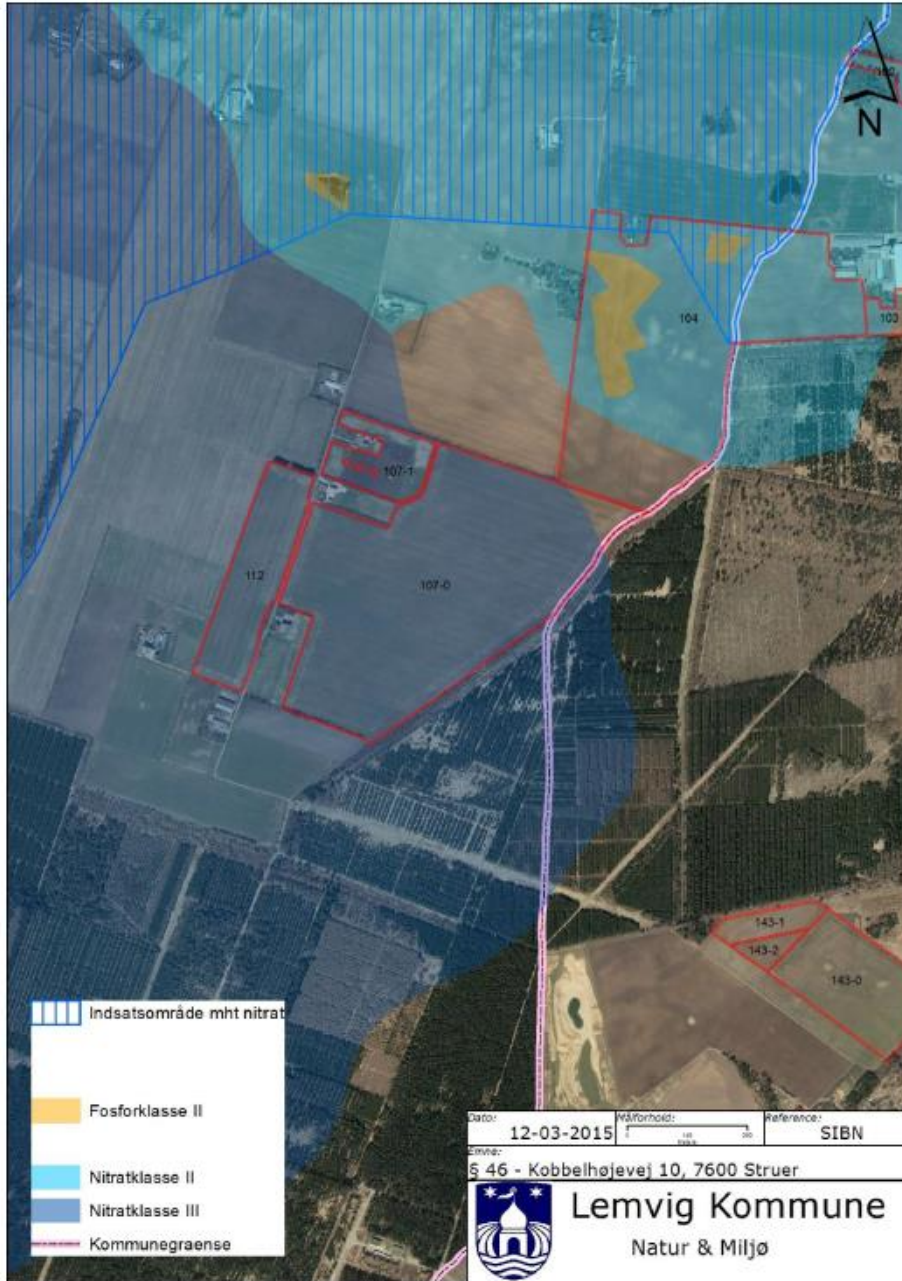 N
104
103
107-1
112
107-0
143-1
143-2
143-0
Indsatsområde mht nitrat
Fosforklasse II
Nitratklasse II
Nitratklasse III
Kommunegraense
Dato: 12-03-2015 Målforhold: Reference: SIBN
Emne:
§ 46 - Kobbelhøjevej 10, 7600 Struer
Lemvig Kommune
Natur & Miljø